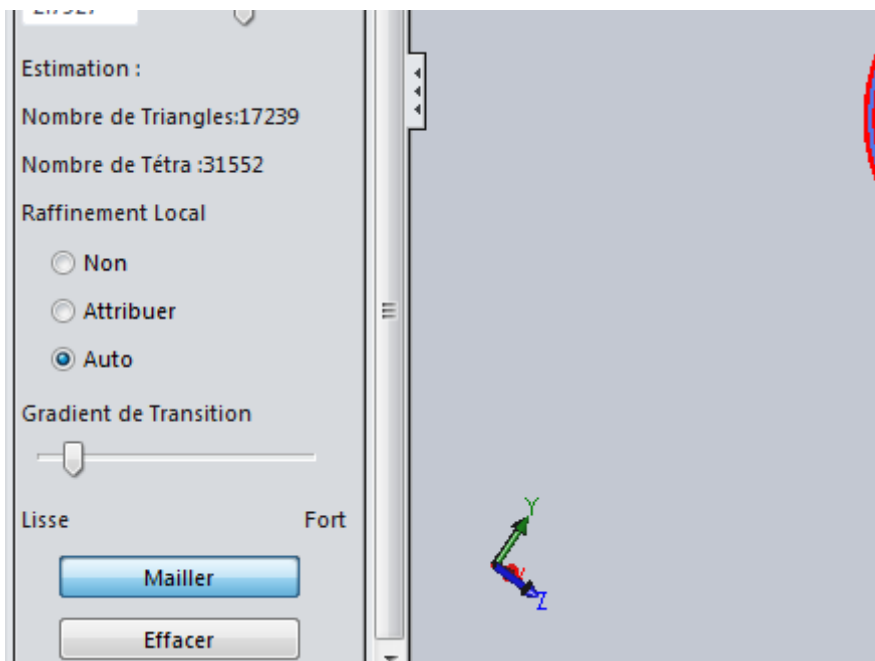 Estimation :
Nombre de Triangles:17239
Nombre de Tétra :31552
Raffinement Local
Non
Attribuer
Auto
Gradient de Transition
Lisse Fort
Mailler
Effacer
Y
Z